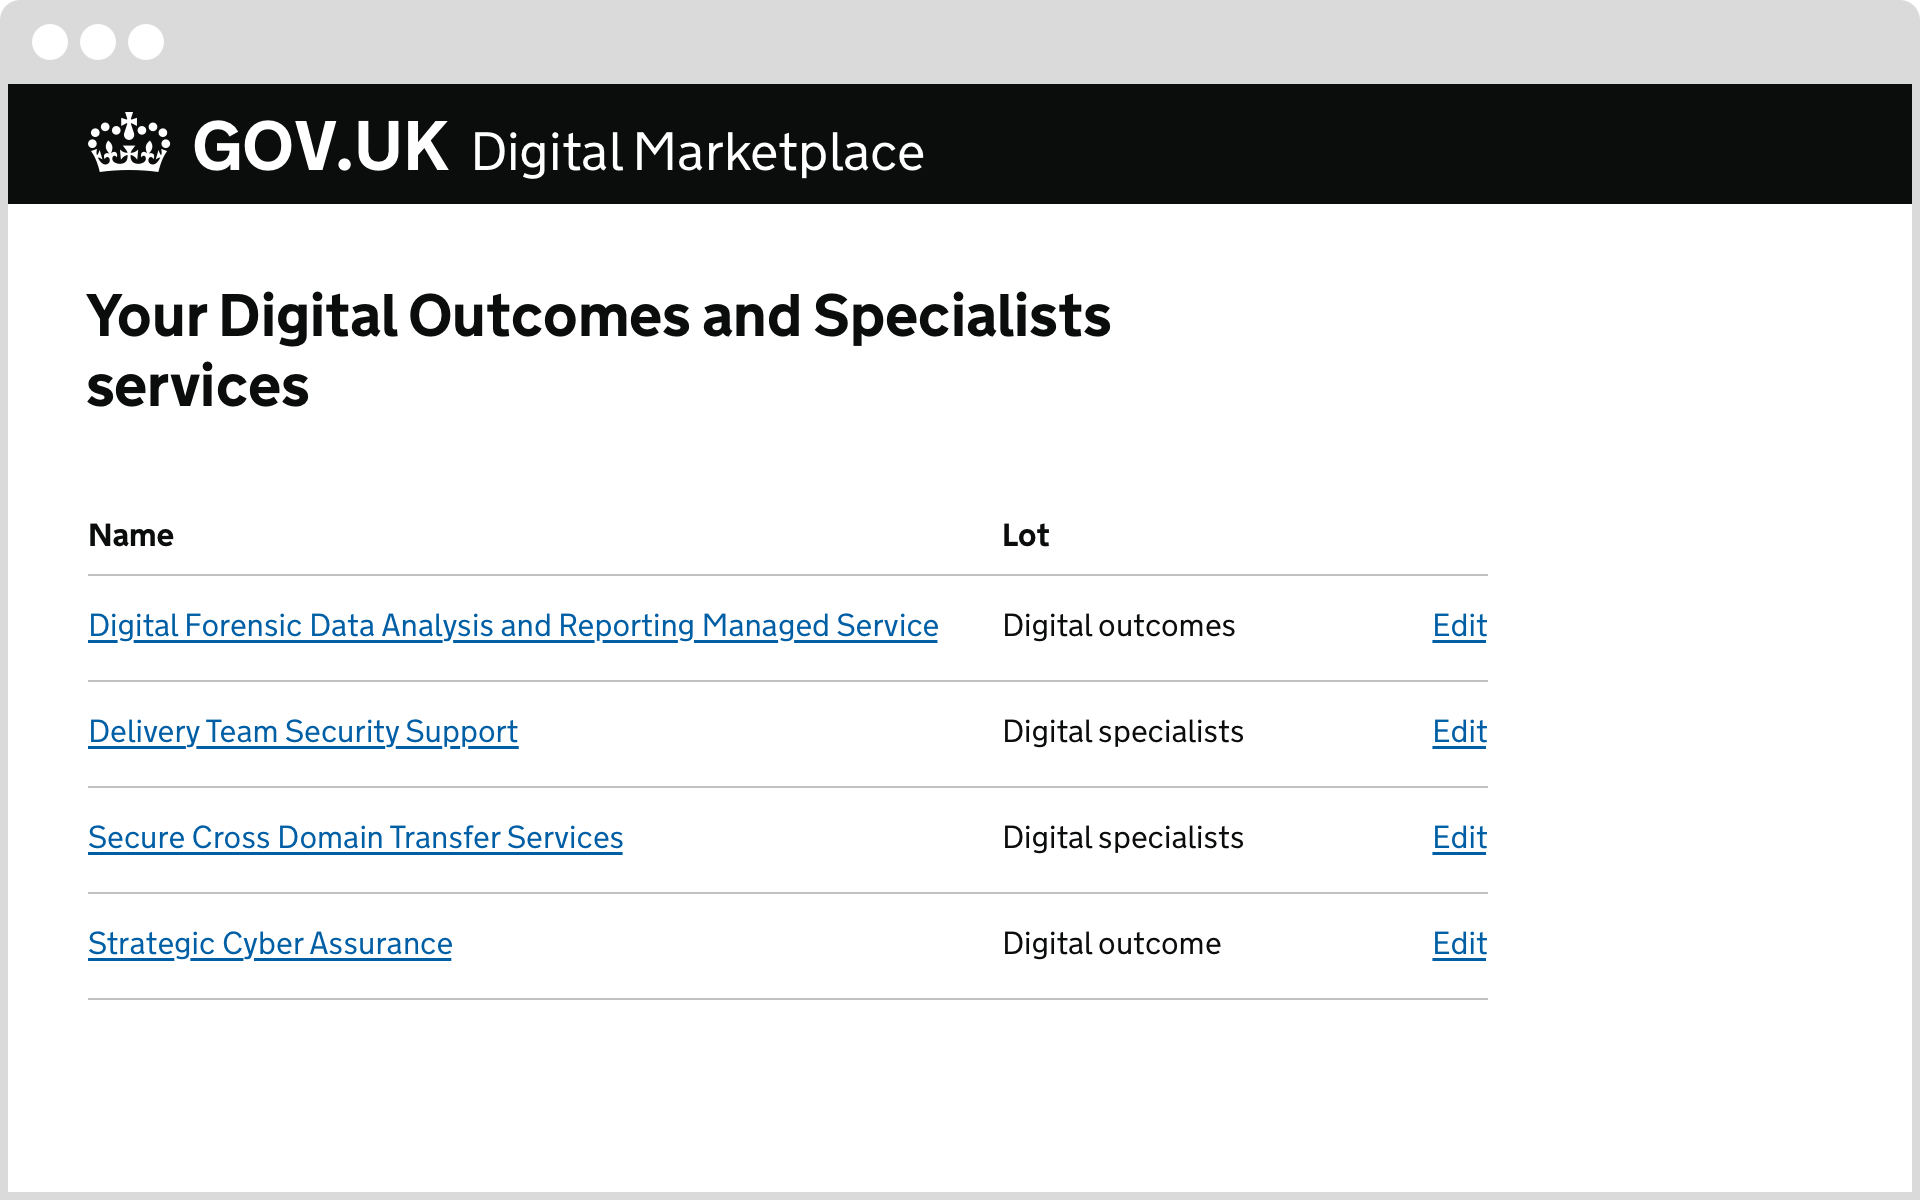 GOV.UK Digital Marketplace
Your Digital Outcomes and Specialists
services
Name Lot
Digital Forensic Data Analysis and Reporting Managed Service Digital outcomes Edit
Delivery Team Security Support Digital specialists Edit
Secure Cross Domain Transfer Services Digital specialists Edit
Strategic Cyber Assurance Digital outcome Edit